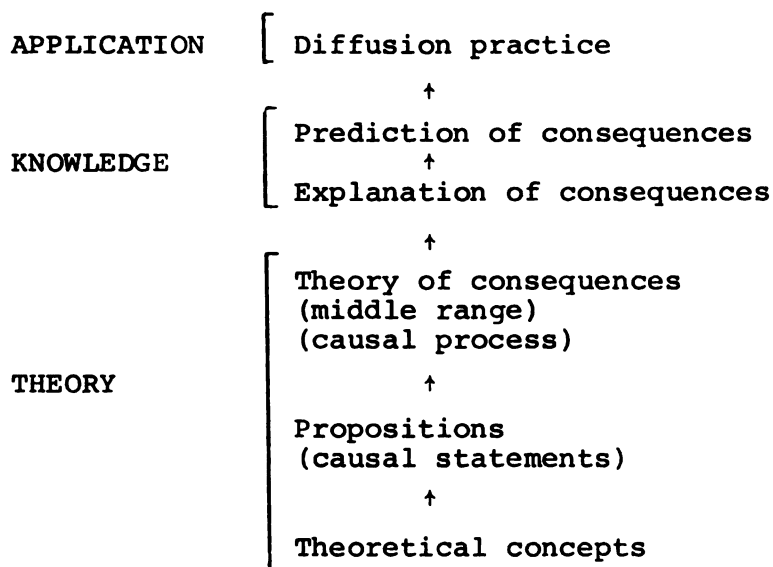 APPLICATION [ Diffusion practice
↑
Prediction of consequences
KNOWLEDGE ↑
Explanation of consequences
↑
Theory of consequences
(middle range)
(causal process)
THEORY ↑
Propositions
(causal statements)
↑
Theoretical concepts